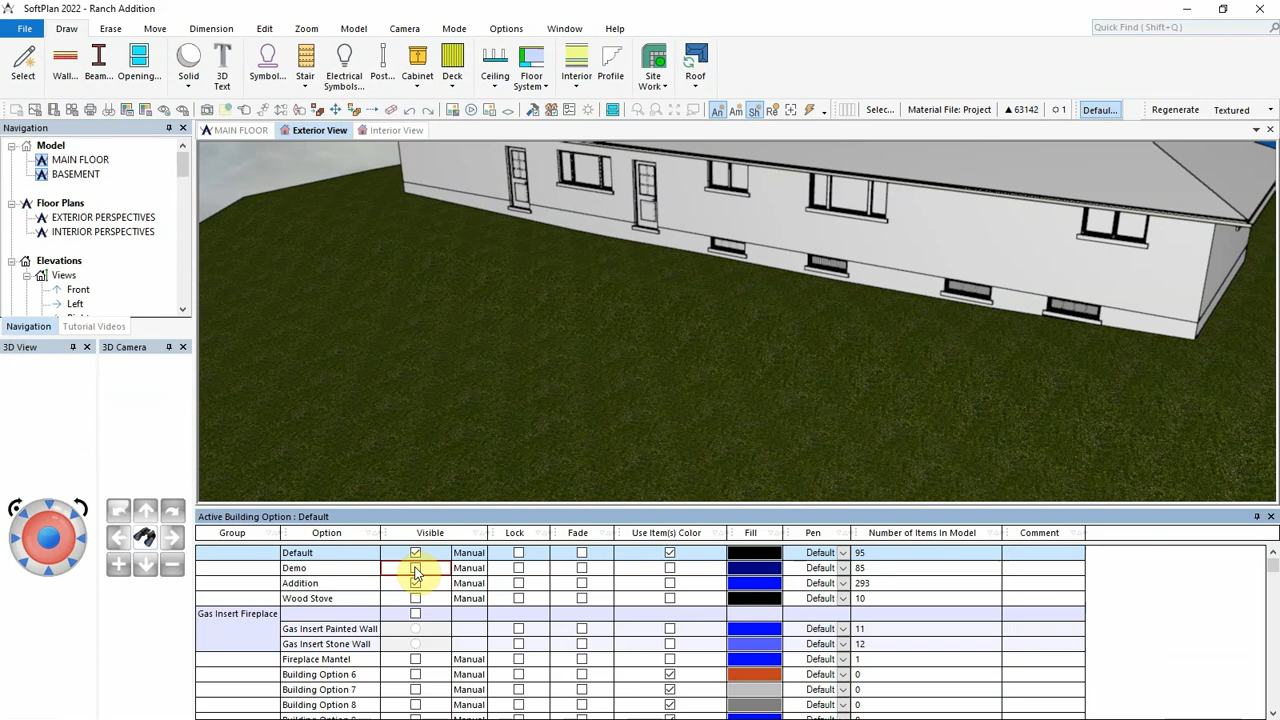 SoftPlan 2022 - Ranch Addition
File Draw Erase Move Dimension Edit Zoom Model Camera Options Window Help
Quick Find ( Shift+Q )
Select Wall... Beam... Opening... Solid 3D Text Symbol... Stair Electrical Symbols... Post... Cabinet Deck Ceiling Floor System Interior Profile Site Work Roof
An Am Sh Re Selec... Material File: Project 63142 1 Defaul... Regenerate Textured
Navigation
MAIN FLOOR Exterior View Interior View
Model
MAIN FLOOR
BASEMENT
Floor Plans
EXTERIOR PERSPECTIVES
INTERIOR PERSPECTIVES
Elevations
Views
Front
Left
Navigation Tutorial Videos
3D View 3D Camera
Active Building Option : Default
Group Option Visible Lock Fade Use Item(s) Color Fill Pen Number of Items In Model Comment
Default Manual Default 95
Demo Manual Default 85
Addition Manual Default 293
Wood Stove Manual Default 10
Gas Insert Fireplace
Gas Insert Painted Wall Default 11
Gas Insert Stone Wall Default 12
Fireplace Mantel Manual Default 1
Building Option 6 Manual Default 0
Building Option 7 Manual Default 0
Building Option 8 Manual Default 0